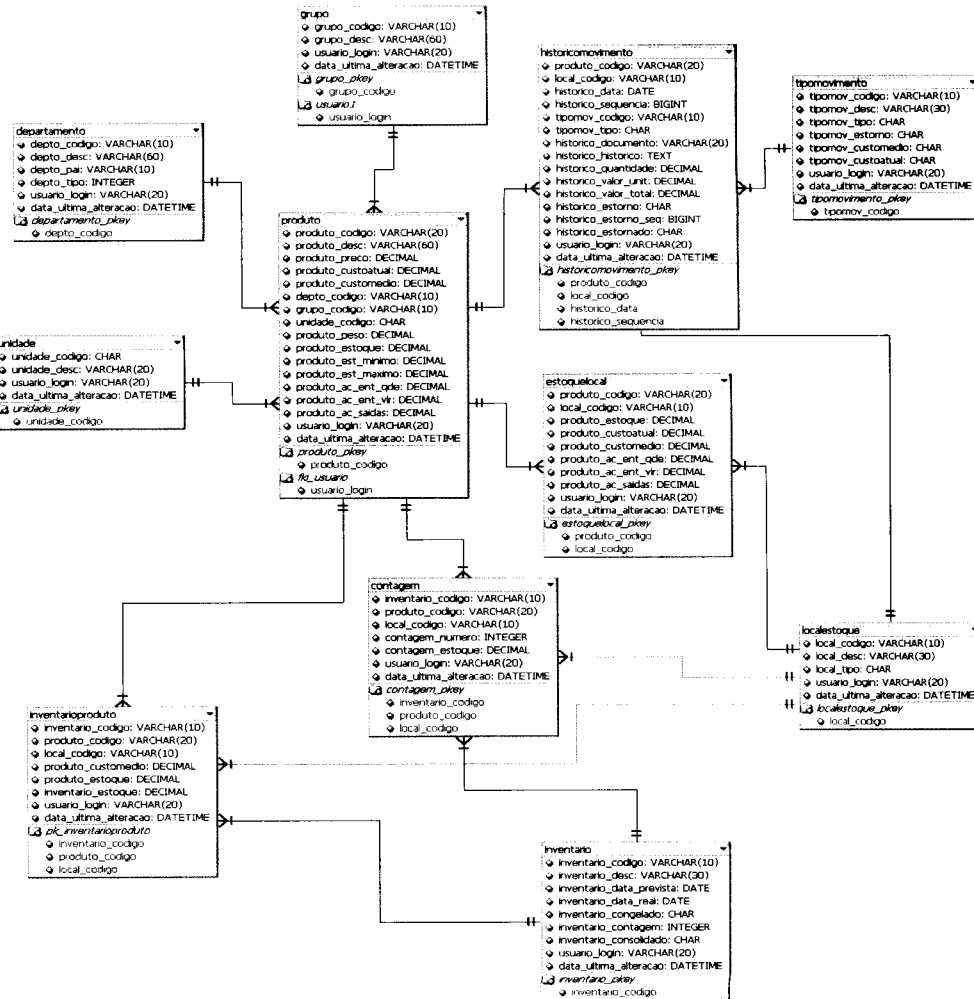 grupo
grupo_codigo: VARCHAR(10)
grupo_desc: VARCHAR(60)
usuario_login: VARCHAR(20)
data_ultima_alteracao: DATETIME
grupo_pkey
grupo_codigo
usuario.1
usuario_login
departamento
depto_codigo: VARCHAR(10)
depto_desc: VARCHAR(60)
depto_pai: VARCHAR(10)
depto_tipo: INTEGER
usuario_login: VARCHAR(20)
data_ultima_alteracao: DATETIME
departamento_pkey
depto_codigo
historicomovimento
produto_codigo: VARCHAR(20)
local_codigo: VARCHAR(10)
historico_data: DATE
historico_sequencia: BIGINT
tipomov_codigo: VARCHAR(10)
tipomov_tipo: CHAR
historico_documento: VARCHAR(20)
historico_historico: TEXT
historico_quantidade: DECIMAL
historico_valor_unit: DECIMAL
historico_valor_total: DECIMAL
historico_estorno: CHAR
historico_estorno_seq: BIGINT
historico_estornado: CHAR
usuario_login: VARCHAR(20)
data_ultima_alteracao: DATETIME
historicomovimento_pkey
produto_codigo
local_codigo
historico_data
historico_sequencia
tipomovimento
tipomov_codigo: VARCHAR(10)
tipomov_desc: VARCHAR(30)
tipomov_tipo: CHAR
tipomov_estorno: CHAR
tipomov_customedio: CHAR
tipomov_custoatual: CHAR
usuario_login: VARCHAR(20)
data_ultima_alteracao: DATETIME
tipomovimento_pkey
tipomov_codigo
produto
produto_codigo: VARCHAR(20)
produto_desc: VARCHAR(60)
produto_preco: DECIMAL
produto_custoatual: DECIMAL
produto_customedio: DECIMAL
depto_codigo: VARCHAR(10)
grupo_codigo: VARCHAR(10)
unidade_codigo: CHAR
produto_peso: DECIMAL
produto_estoque: DECIMAL
produto_est_minimo: DECIMAL
produto_est_maximo: DECIMAL
produto_ac_ent_qde: DECIMAL
produto_ac_ent_vlr: DECIMAL
produto_ac_saidas: DECIMAL
usuario_login: VARCHAR(20)
data_ultima_alteracao: DATETIME
produto_pkey
produto_codigo
fk_usuario
usuario_login
unidade
unidade_codigo: CHAR
unidade_desc: VARCHAR(20)
usuario_login: VARCHAR(20)
data_ultima_alteracao: DATETIME
unidade_pkey
unidade_codigo
estoquelocal
produto_codigo: VARCHAR(20)
local_codigo: VARCHAR(10)
produto_estoque: DECIMAL
produto_custoatual: DECIMAL
produto_customedio: DECIMAL
produto_ac_ent_qde: DECIMAL
produto_ac_ent_vlr: DECIMAL
produto_ac_saidas: DECIMAL
usuario_login: VARCHAR(20)
data_ultima_alteracao: DATETIME
estoquelocal_pkey
produto_codigo
local_codigo
contagem
inventario_codigo: VARCHAR(10)
produto_codigo: VARCHAR(20)
local_codigo: VARCHAR(10)
contagem_numero: INTEGER
contagem_estoque: DECIMAL
usuario_login: VARCHAR(20)
data_ultima_alteracao: DATETIME
contagem_pkey
inventario_codigo
produto_codigo
local_codigo
localestoque
local_codigo: VARCHAR(10)
local_desc: VARCHAR(30)
local_tipo: CHAR
usuario_login: VARCHAR(20)
data_ultima_alteracao: DATETIME
localestoque_pkey
local_codigo
inventarioproduto
inventario_codigo: VARCHAR(10)
produto_codigo: VARCHAR(20)
local_codigo: VARCHAR(10)
produto_customedio: DECIMAL
produto_estoque: DECIMAL
inventario_estoque: DECIMAL
usuario_login: VARCHAR(20)
data_ultima_alteracao: DATETIME
pk_inventarioproduto
inventario_codigo
produto_codigo
local_codigo
inventario
inventario_codigo: VARCHAR(10)
inventario_desc: VARCHAR(30)
inventario_data_prevista: DATE
inventario_data_real: DATE
inventario_congelado: CHAR
inventario_contagem: INTEGER
inventario_consolidado: CHAR
usuario_login: VARCHAR(20)
data_ultima_alteracao: DATETIME
inventario_pkey
inventario_codigo